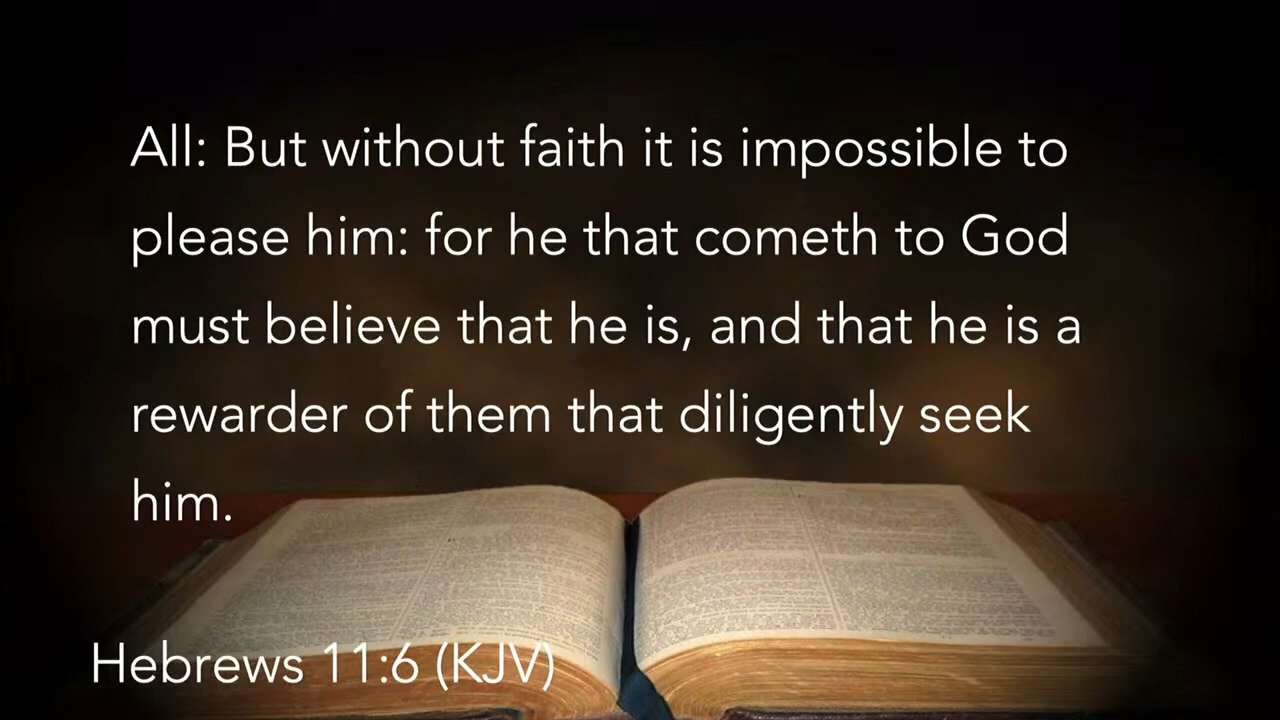 All: But without faith it is impossible to
please him: for he that cometh to God
must believe that he is, and that he is a
rewarder of them that diligently seek
him.
Hebrews 11:6 (KJV)